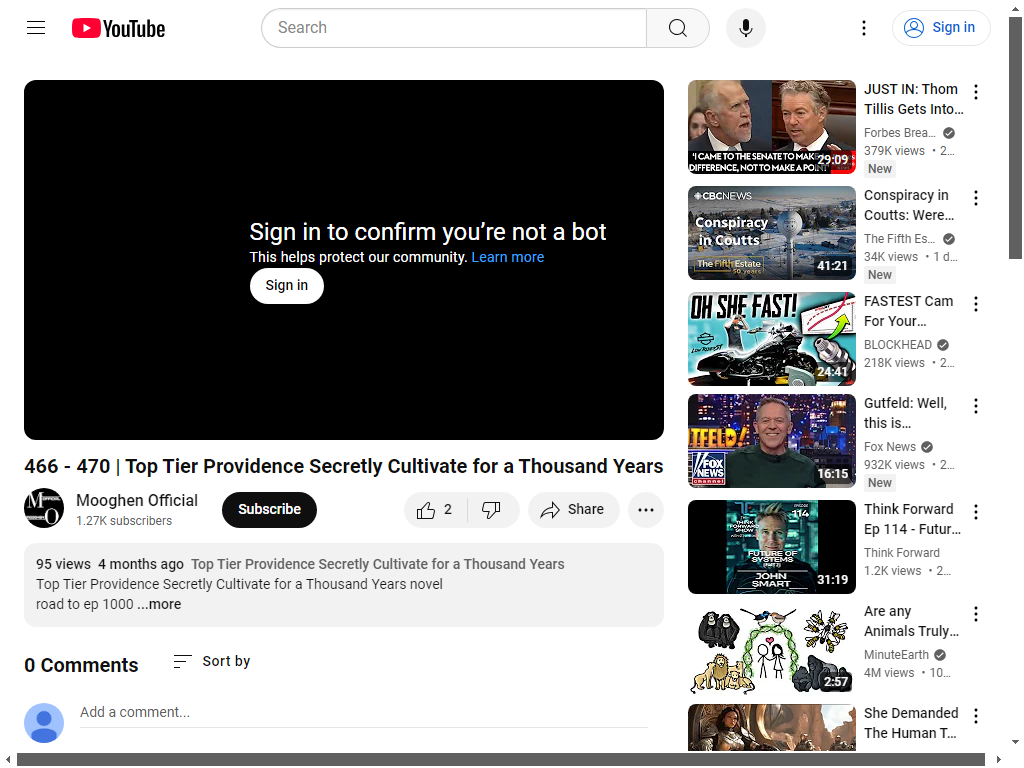 YouTube
Search
Sign in
Sign in to confirm you're not a bot
This helps protect our community. Learn more
Sign in
466 - 470 | Top Tier Providence Secretly Cultivate for a Thousand Years
Mooghen Official
1.27K subscribers
Subscribe
2
Share
95 views 4 months ago Top Tier Providence Secretly Cultivate for a Thousand Years
Top Tier Providence Secretly Cultivate for a Thousand Years novel
road to ep 1000 ...more
0 Comments
Sort by
Add a comment...
'I CAME TO THE SENATE TO MAK
DIFFERENCE, NOT TO MAKE A POI
29:09
JUST IN: Thom
Tillis Gets Into…
Forbes Brea…
379K views • 2…
New
CBCNEWS
Conspiracy
in Coutts
The Fifth Estate
50 years
41:21
Conspiracy in
Coutts: Were…
The Fifth Es…
34K views • 1 d…
New
OH SHE FAST!
24:41
FASTEST Cam
For Your…
BLOCKHEAD
218K views • 2…
TFELD!
FOX
NEWS
channel
16:15
Gutfeld: Well,
this is…
Fox News
932K views • 2…
New
EPISODE
114
THINK
FORWARD
SHOW
FUTURE OF
SYSTEMS
(PART 2)
JOHN
SMART
31:19
Think Forward
Ep 114 - Futur…
Think Forward
1.2K views • 2…
2:57
Are any
Animals Truly…
MinuteEarth
4M views • 10…
She Demanded
The Human T…